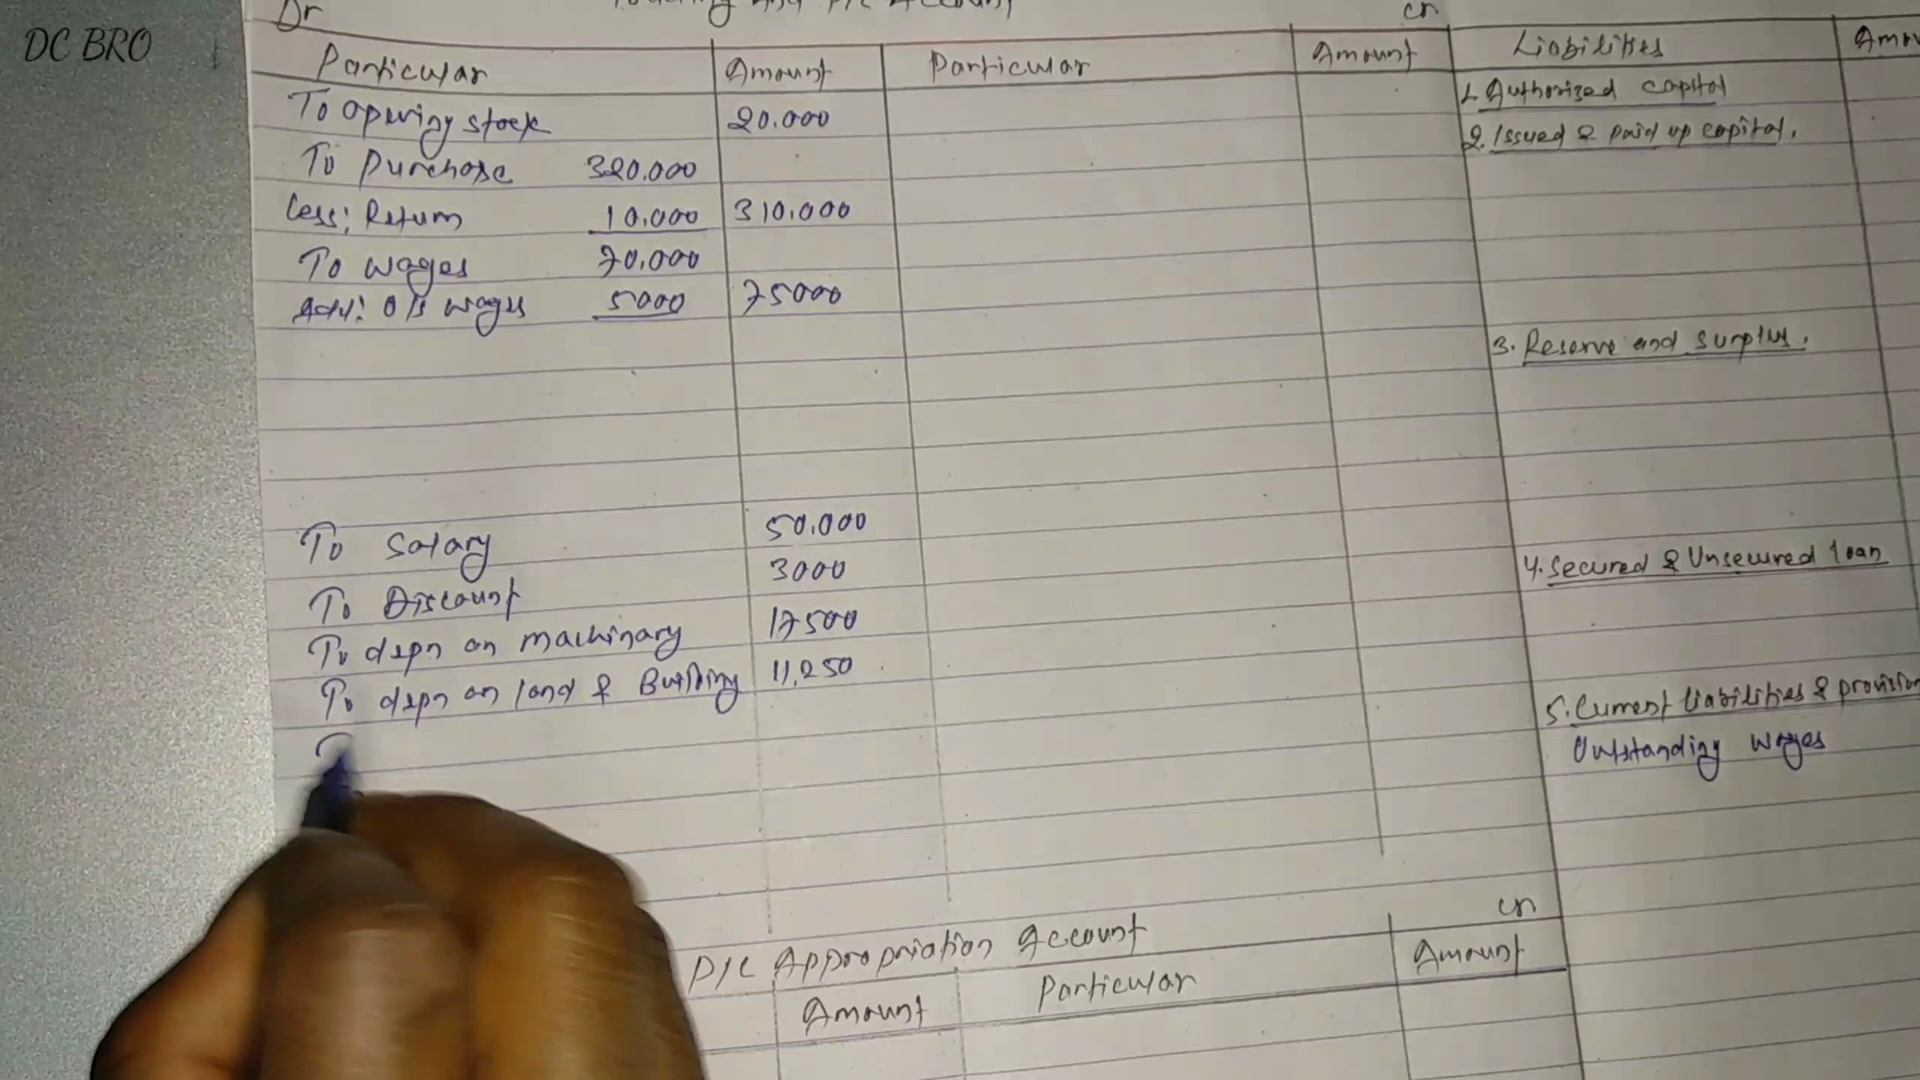 DC BRO
Dr
Trading and P/L Account
cr
Particular Amount Particular Amount
To opening stock 20.000
To purchase 320.000
Less: Return 10.000 310.000
To wages 70.000
Add: O/s wages 5000 75000
To Salary 50.000
To Discount 3000
To depn on machinary 17500
To depn on land & Building 11,250
P/L Appropriation Account
cr
Amount Particular Amount
Liabilities
1. Authorized capital
2. Issued & paid up capital.
3. Reserve and surplus.
4. Secured & Unsecured loan
5. Current liabilities & provision
Outstanding wages